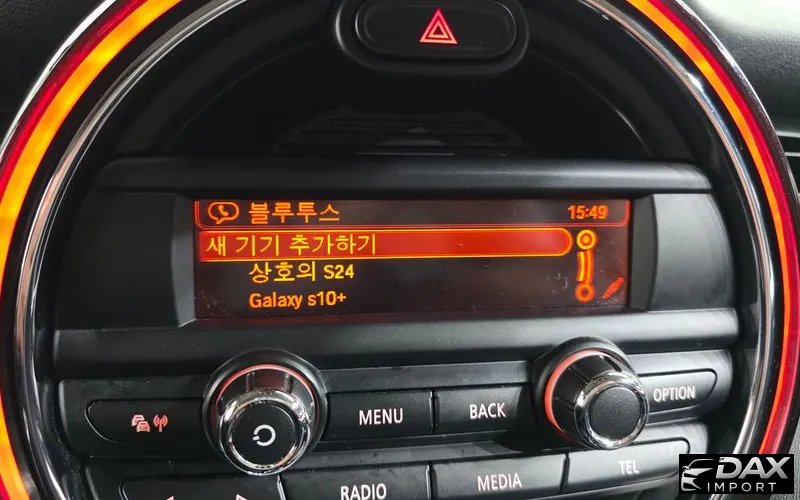 블루투스 15:49
새 기기 추가하기
상호의 S24
Galaxy s10+
MENU BACK OPTION
RADIO MEDIA TEL
DAX
IMPORT